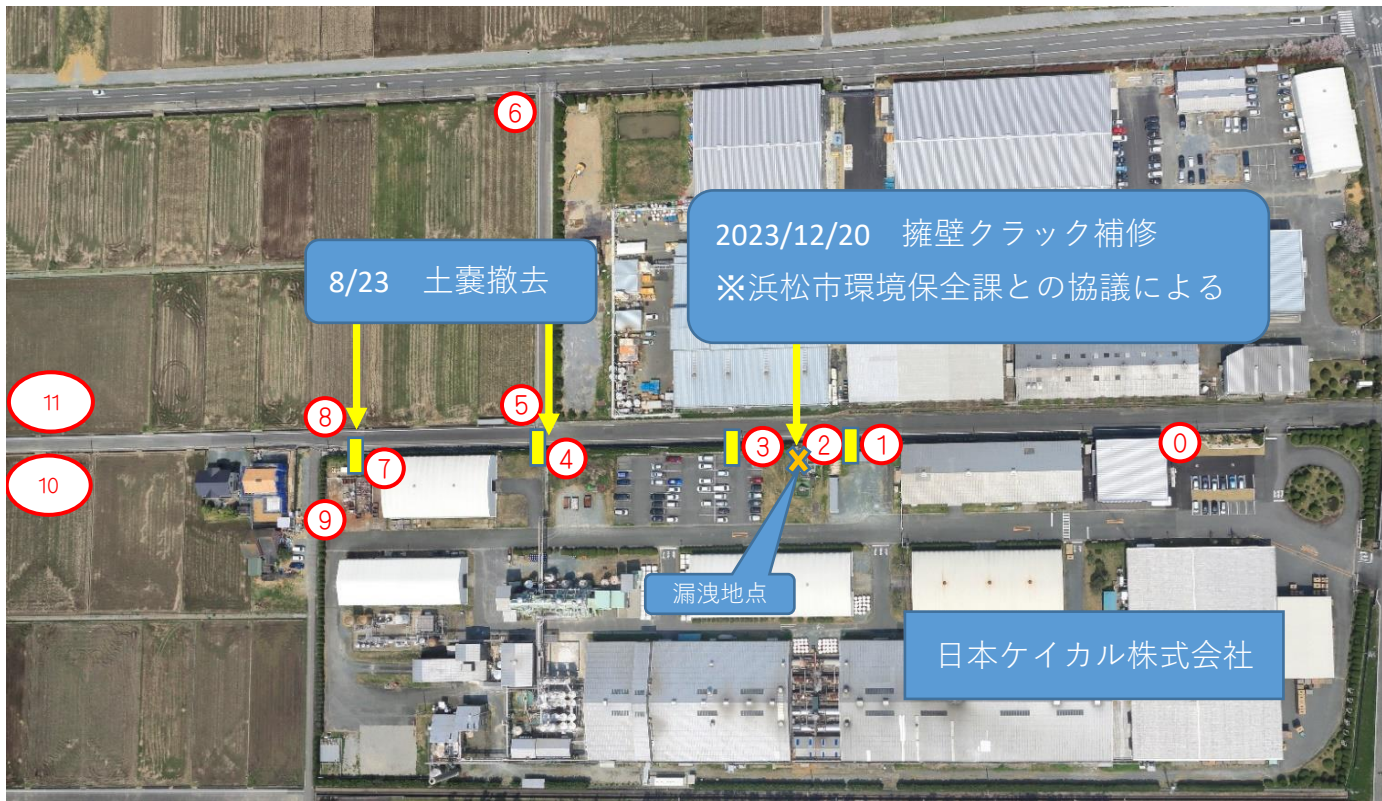 ⑥
2023/12/20　擁壁クラック補修
※浜松市環境保全課との協議による
8/23　土嚢撤去
11
⑧
⑤
⑦
④
③
②
①
⓪
10
⑨
漏洩地点
日本ケイカル株式会社